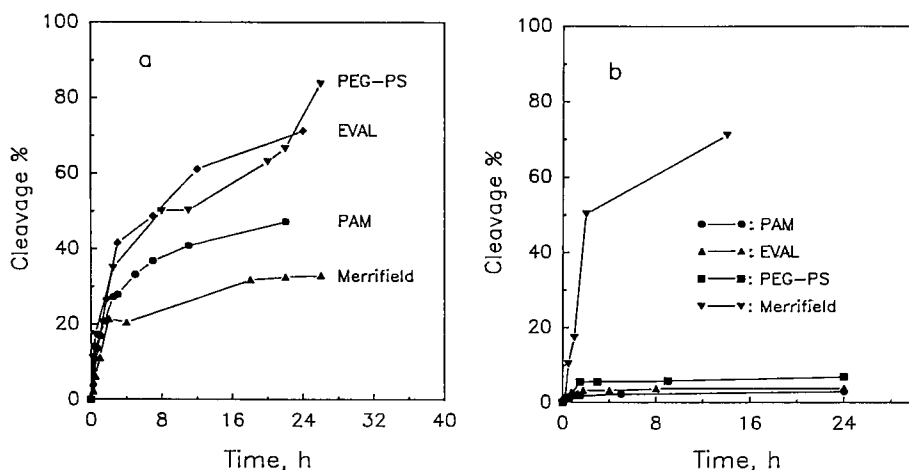 a
Cleavage %
100
80
60
40
20
0
PEG-PS
EVAL
PAM
Merrifield
0 8 16 24 32 40
Time, h
b
Cleavage %
100
80
60
40
20
0
: PAM
: EVAL
: PEG-PS
: Merrifield
0 8 16 24
Time, h